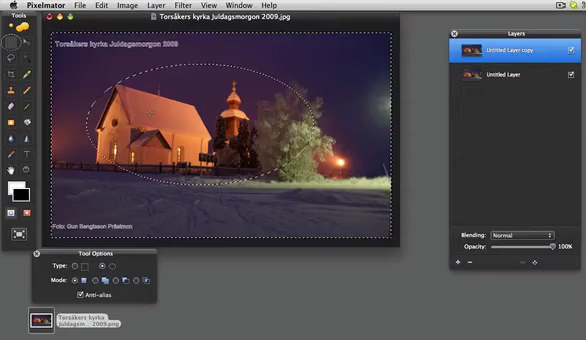 Pixelmator File Edit Image Layer Filter View Window Help
Tools
Torsåkers kyrka Juldagsmorgon 2009.jpg
Torsåkers kyrka Juldagsmorgon 2009
Foto: Gun Bengtsson Prästmon
Layers
Untitled Layer copy
Untitled Layer
Blending: Normal
Opacity: 100%
Tool Options
Type:
Mode:
Anti-alias
Torsåkers kyrka
Juldagsm... 2009.png